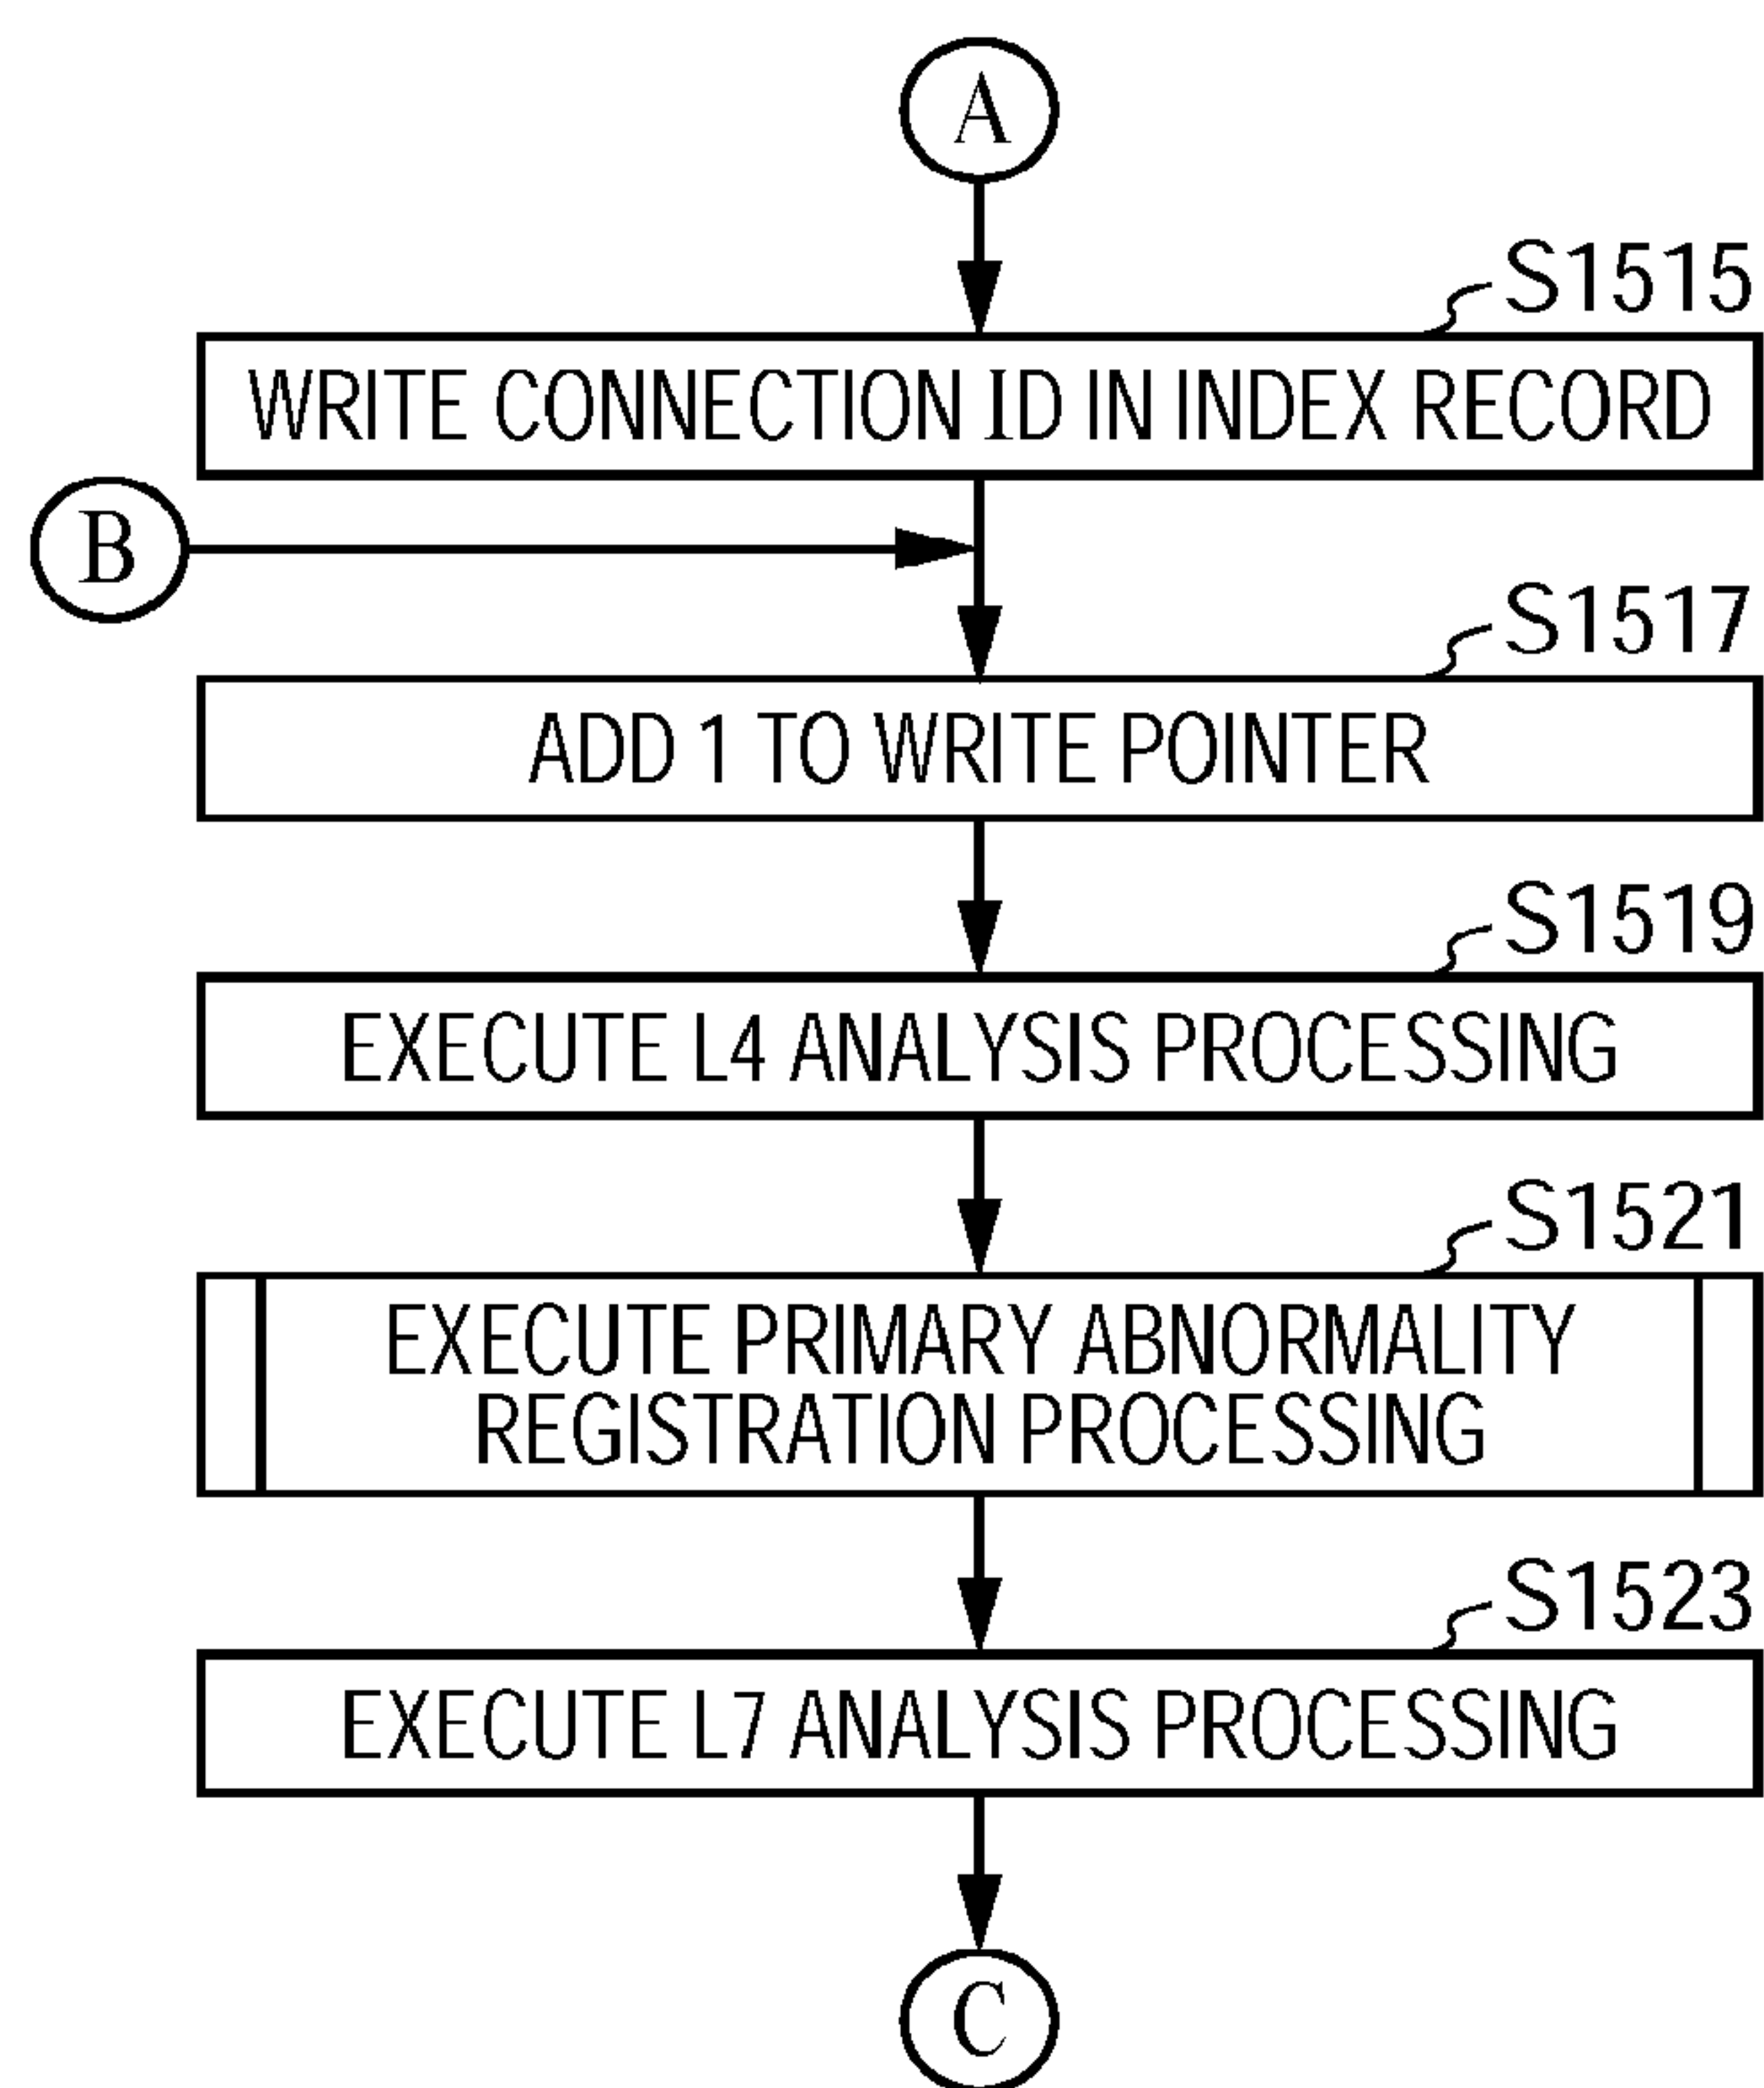 A
S1515
WRITE CONNECTION ID IN INDEX RECORD
B
S1517
ADD 1 TO WRITE POINTER
S1519
EXECUTE L4 ANALYSIS PROCESSING
S1521
EXECUTE PRIMARY ABNORMALITY
REGISTRATION PROCESSING
S1523
EXECUTE L7 ANALYSIS PROCESSING
C